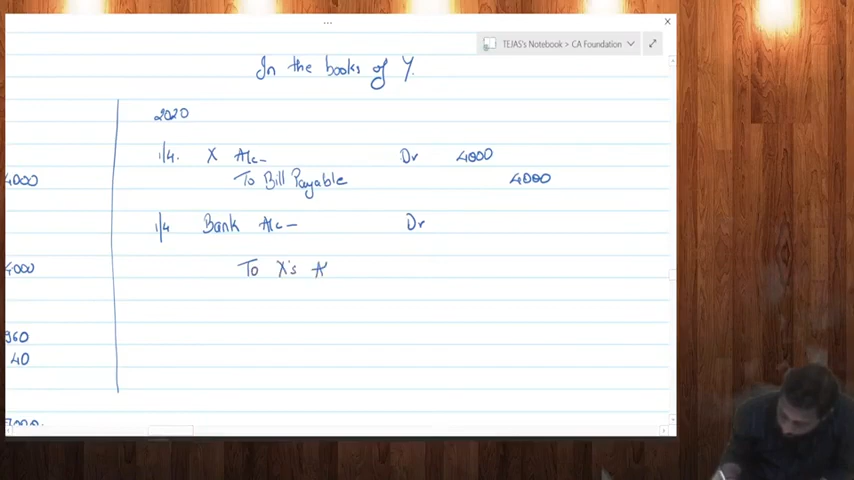 ...
TEJAS's Notebook > CA Foundation
In the books of Y.
2020
1/4. X A/c- Dr 4000
4000 To Bill Payable 4000
1/4 Bank A/c- Dr
4000 To X's A
960
40